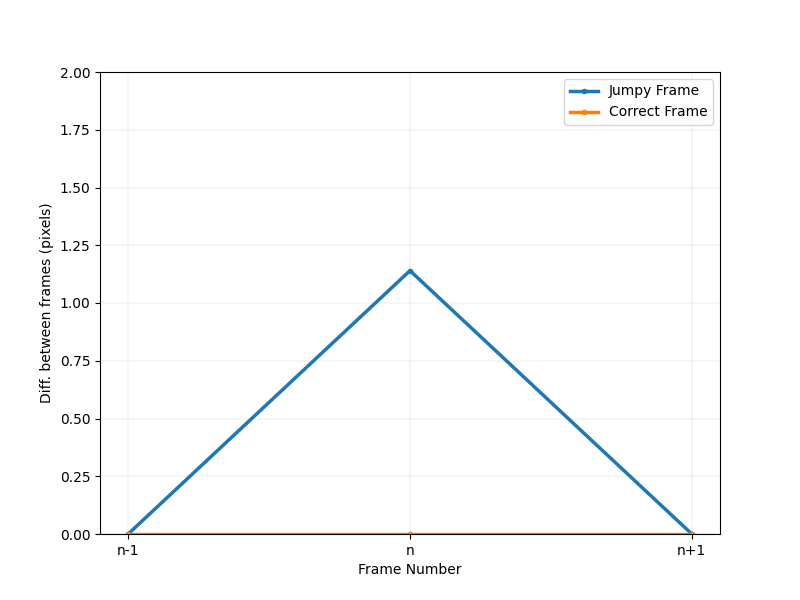 Jumpy Frame
Correct Frame
2.00
1.75
1.50
1.25
1.00
0.75
0.50
0.25
0.00
Diff. between frames (pixels)
n-1
n
n+1
Frame Number